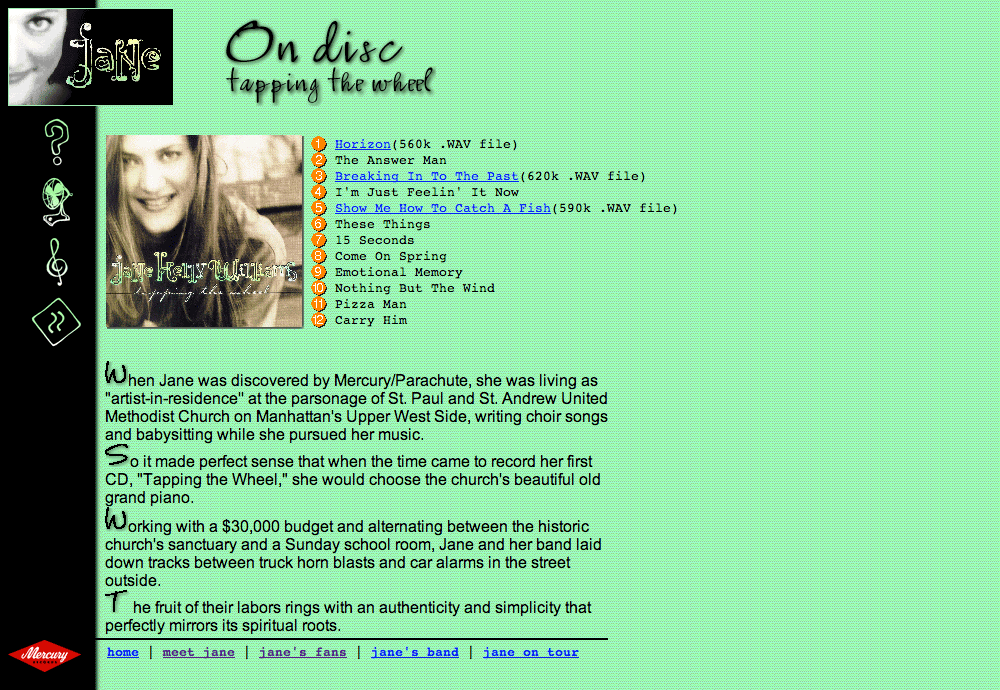 Jane
On disc
tapping the wheel
1 Horizon(560k .WAV file)
2 The Answer Man
3 Breaking In To The Past(620k .WAV file)
4 I'm Just Feelin' It Now
5 Show Me How To Catch A Fish(590k .WAV file)
6 These Things
7 15 Seconds
8 Come On Spring
9 Emotional Memory
10 Nothing But The Wind
11 Pizza Man
12 Carry Him
Jane Kelly Williams
tapping the wheel
When Jane was discovered by Mercury/Parachute, she was living as
"artist-in-residence" at the parsonage of St. Paul and St. Andrew United
Methodist Church on Manhattan's Upper West Side, writing choir songs
and babysitting while she pursued her music.
So it made perfect sense that when the time came to record her first
CD, "Tapping the Wheel," she would choose the church's beautiful old
grand piano.
Working with a $30,000 budget and alternating between the historic
church's sanctuary and a Sunday school room, Jane and her band laid
down tracks between truck horn blasts and car alarms in the street
outside.
The fruit of their labors rings with an authenticity and simplicity that
perfectly mirrors its spiritual roots.
Mercury
home | meet jane | jane's fans | jane's band | jane on tour